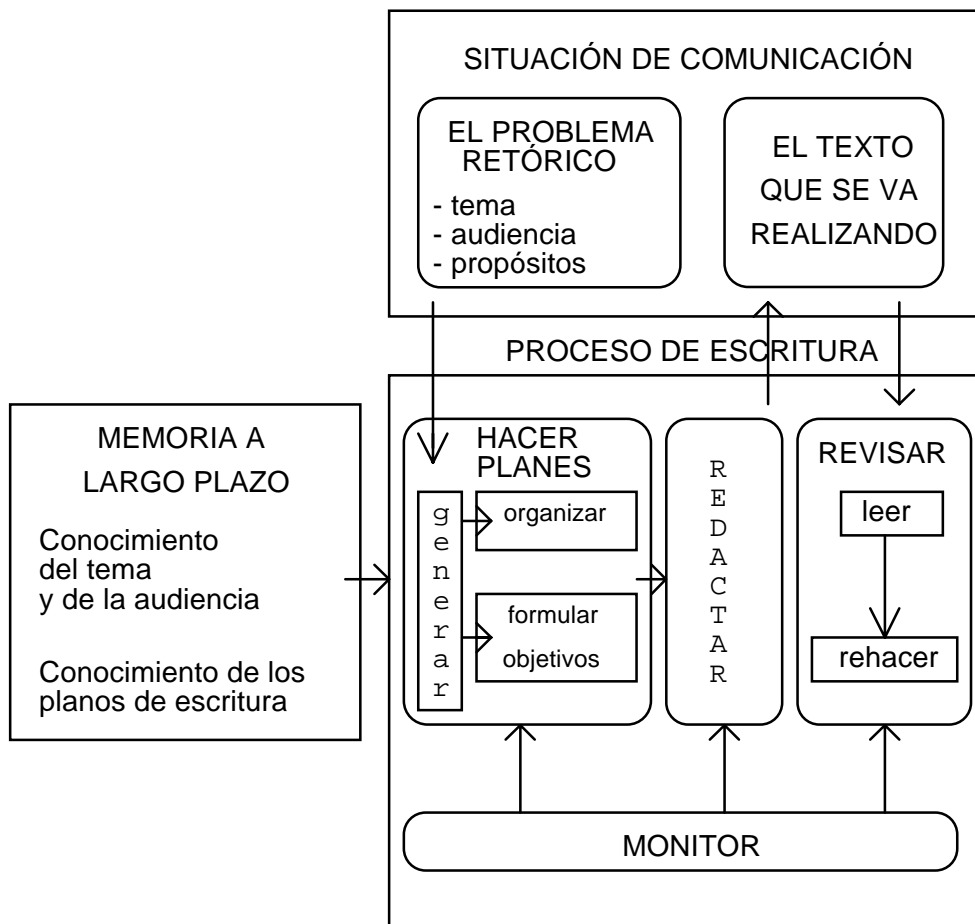 SITUACIÓN DE COMUNICACIÓN
EL PROBLEMA
RETÓRICO
- tema
- audiencia
- propósitos
EL TEXTO
QUE SE VA
REALIZANDO
PROCESO DE ESCRITURA
MEMORIA A
LARGO PLAZO
Conocimiento
del tema
y de la audiencia
Conocimiento de los
planos de escritura
HACER
PLANES
generar
organizar
formular
objetivos
REDACTAR
REVISAR
leer
rehacer
MONITOR